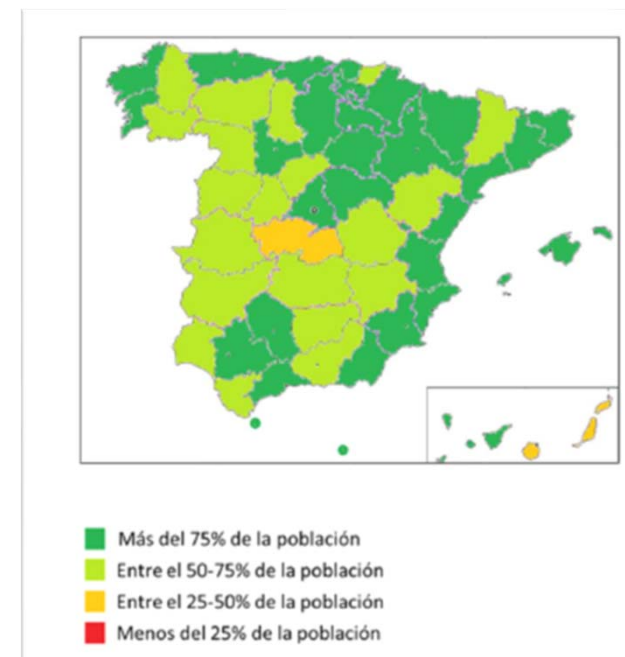 Más del 75% de la población
Entre el 50-75% de la población
Entre el 25-50% de la población
Menos del 25% de la población